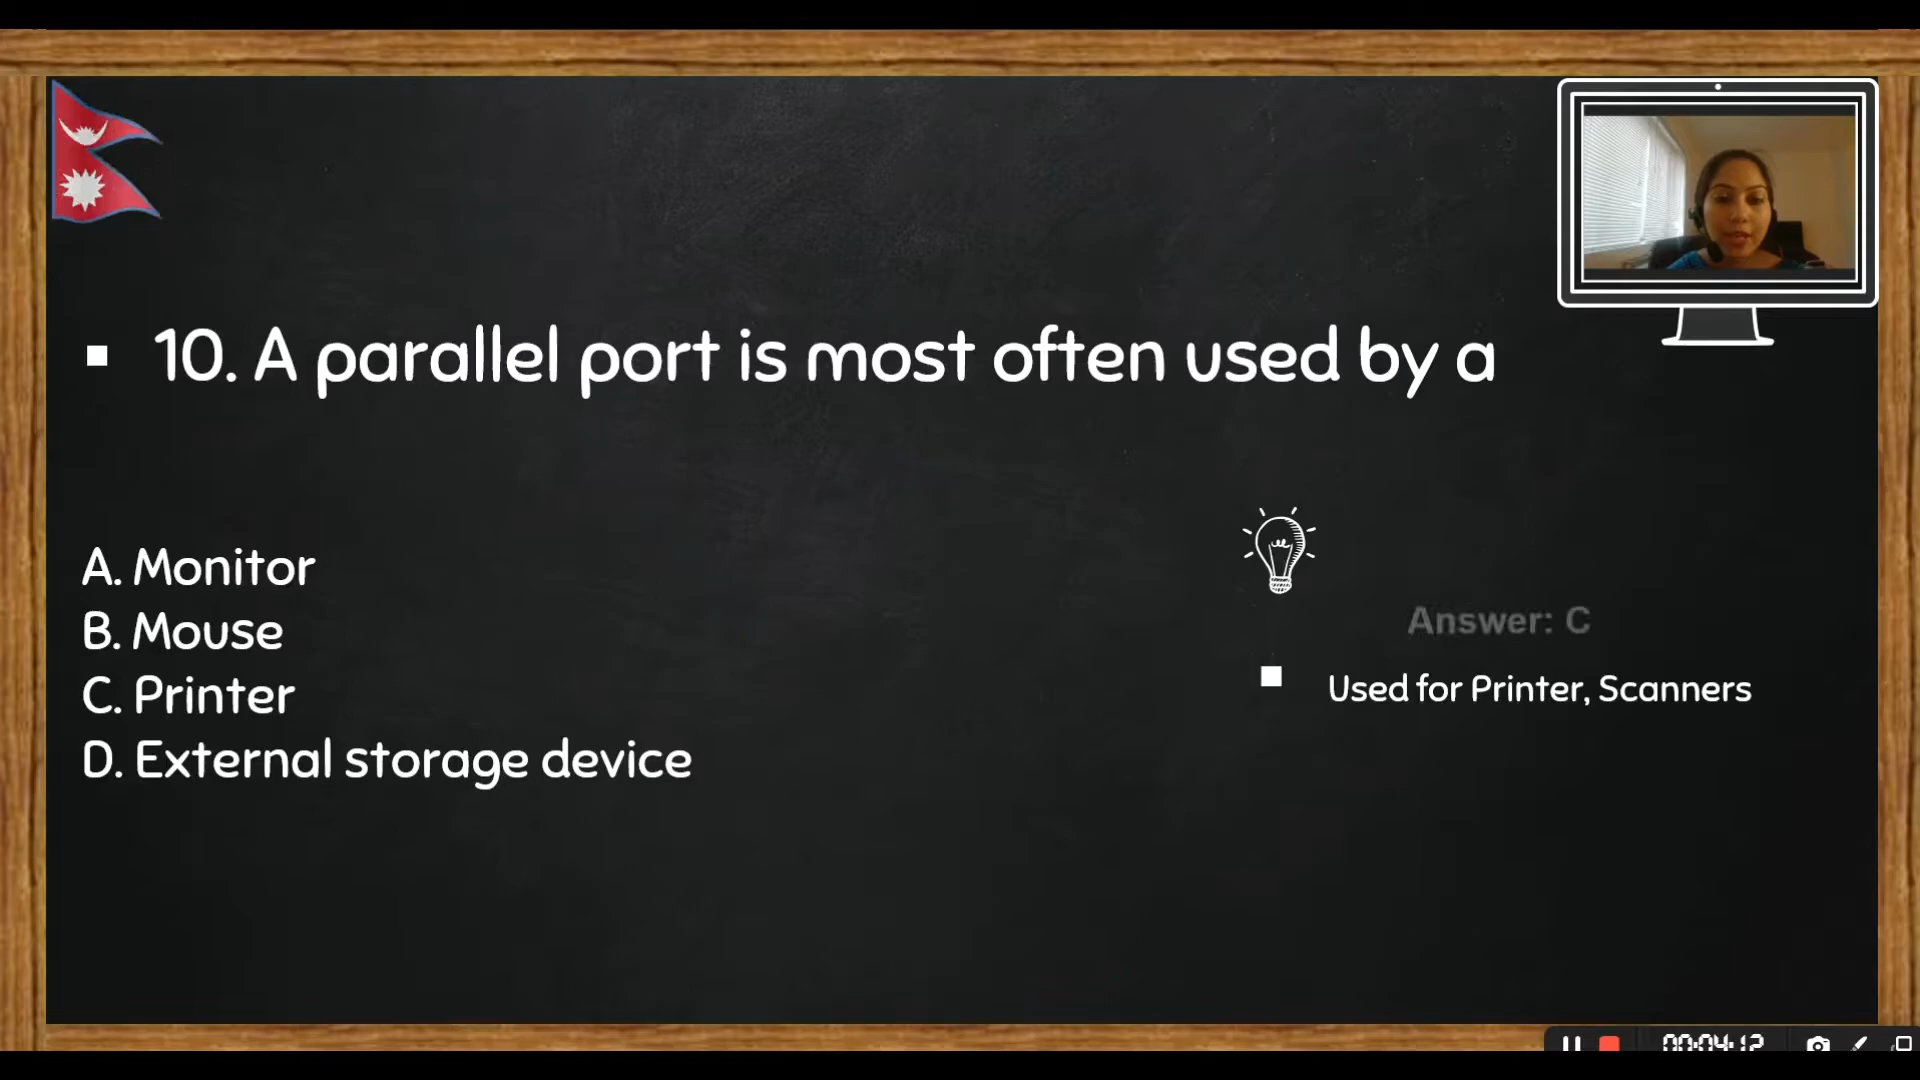 10. A parallel port is most often used by a
A. Monitor
B. Mouse
C. Printer
D. External storage device
Answer: C
Used for Printer, Scanners
00:04:12